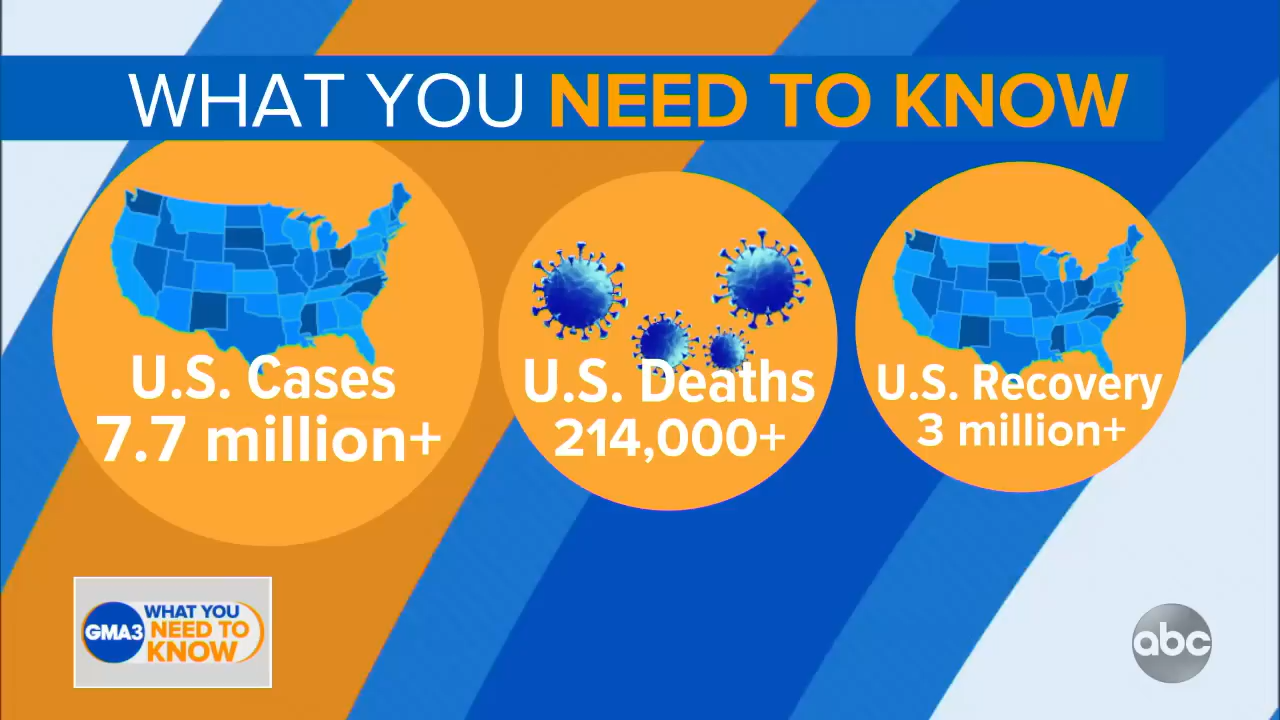 WHAT YOU NEED TO KNOW
U.S. Cases
7.7 million+
U.S. Deaths
214,000+
U.S. Recovery
3 million+
GMA3
WHAT YOU
NEED TO
KNOW
abc